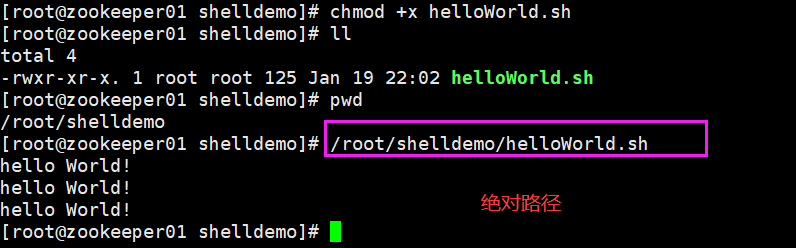 [root@zookeeper01 shelldemo]# chmod +x helloWorld.sh
[root@zookeeper01 shelldemo]# ll
total 4
-rwxr-xr-x. 1 root root 125 Jan 19 22:02 helloWorld.sh
[root@zookeeper01 shelldemo]# pwd
/root/shelldemo
[root@zookeeper01 shelldemo]# /root/shelldemo/helloWorld.sh
hello World!
hello World!
hello World!
绝对路径
[root@zookeeper01 shelldemo]#